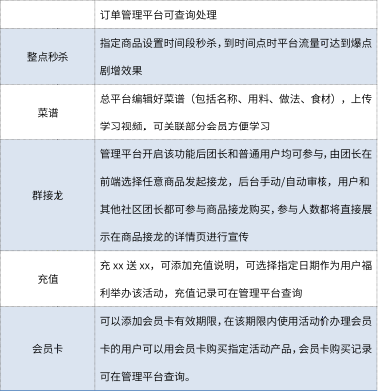 订单管理平台可查询处理
整点秒杀
指定商品设置时间段秒杀，到时间点时平台流量可达到爆点
剧增效果
菜谱
总平台编辑好菜谱（包括名称、用料、做法、食材），上传
学习视频，可关联部分会员方便学习
群接龙
管理平台开启该功能后团长和普通用户均可参与，由团长在
前端选择任意商品发起接龙，后台手动/自动审核，用户和
其他社区团长都可参与商品接龙购买，参与人数都将直接展
示在商品接龙的详情页进行宣传
充值
充 xx 送 xx，可添加充值说明，可选择指定日期作为用户福
利举办该活动，充值记录可在管理平台查询
会员卡
可以添加会员卡有效期限，在该期限内使用活动价办理会员
卡的用户可以用会员卡购买指定活动产品，会员卡购买记录
可在管理平台查询。